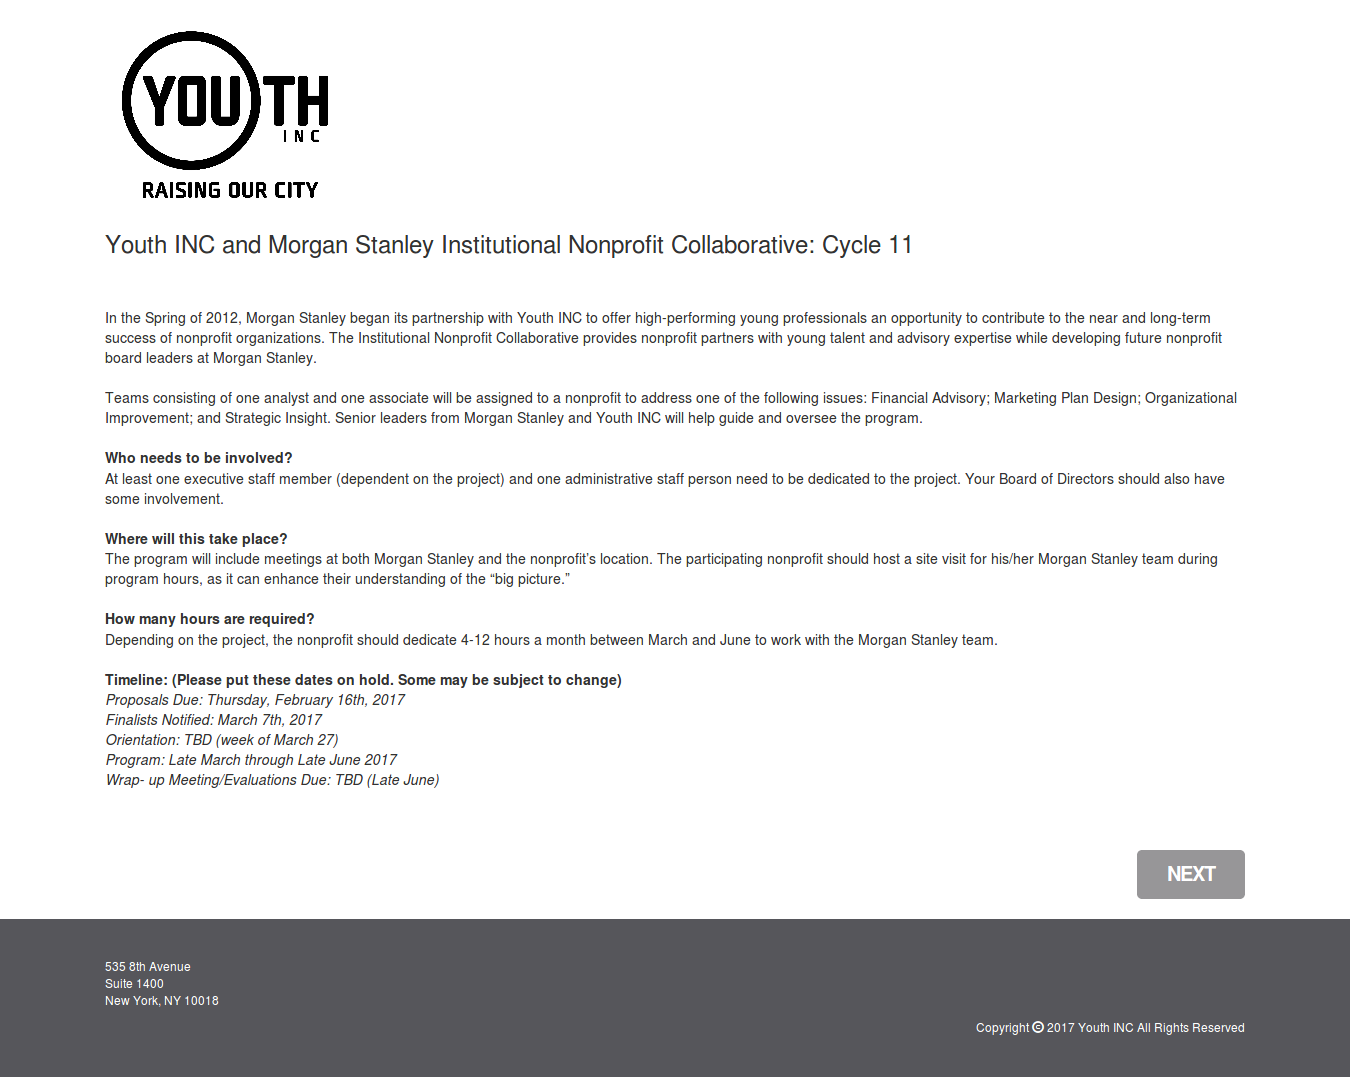 YOUTH
INC
RAISING OUR CITY
Youth INC and Morgan Stanley Institutional Nonprofit Collaborative: Cycle 11
In the Spring of 2012, Morgan Stanley began its partnership with Youth INC to offer high-performing young professionals an opportunity to contribute to the near and long-term
success of nonprofit organizations. The Institutional Nonprofit Collaborative provides nonprofit partners with young talent and advisory expertise while developing future nonprofit
board leaders at Morgan Stanley.
Teams consisting of one analyst and one associate will be assigned to a nonprofit to address one of the following issues: Financial Advisory; Marketing Plan Design; Organizational
Improvement; and Strategic Insight. Senior leaders from Morgan Stanley and Youth INC will help guide and oversee the program.
Who needs to be involved?
At least one executive staff member (dependent on the project) and one administrative staff person need to be dedicated to the project. Your Board of Directors should also have
some involvement.
Where will this take place?
The program will include meetings at both Morgan Stanley and the nonprofit’s location. The participating nonprofit should host a site visit for his/her Morgan Stanley team during
program hours, as it can enhance their understanding of the “big picture.”
How many hours are required?
Depending on the project, the nonprofit should dedicate 4-12 hours a month between March and June to work with the Morgan Stanley team.
Timeline: (Please put these dates on hold. Some may be subject to change)
Proposals Due: Thursday, February 16th, 2017
Finalists Notified: March 7th, 2017
Orientation: TBD (week of March 27)
Program: Late March through Late June 2017
Wrap- up Meeting/Evaluations Due: TBD (Late June)
NEXT
535 8th Avenue
Suite 1400
New York, NY 10018
Copyright © 2017 Youth INC All Rights Reserved